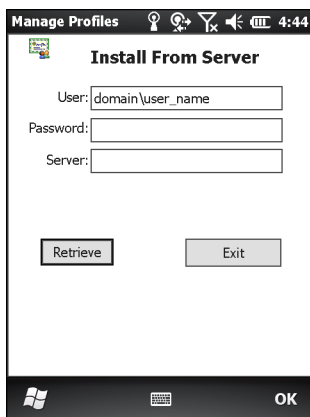 Manage Profiles 4:44
Install From Server
User: domain\user_name
Password:
Server:
Retrieve Exit
OK